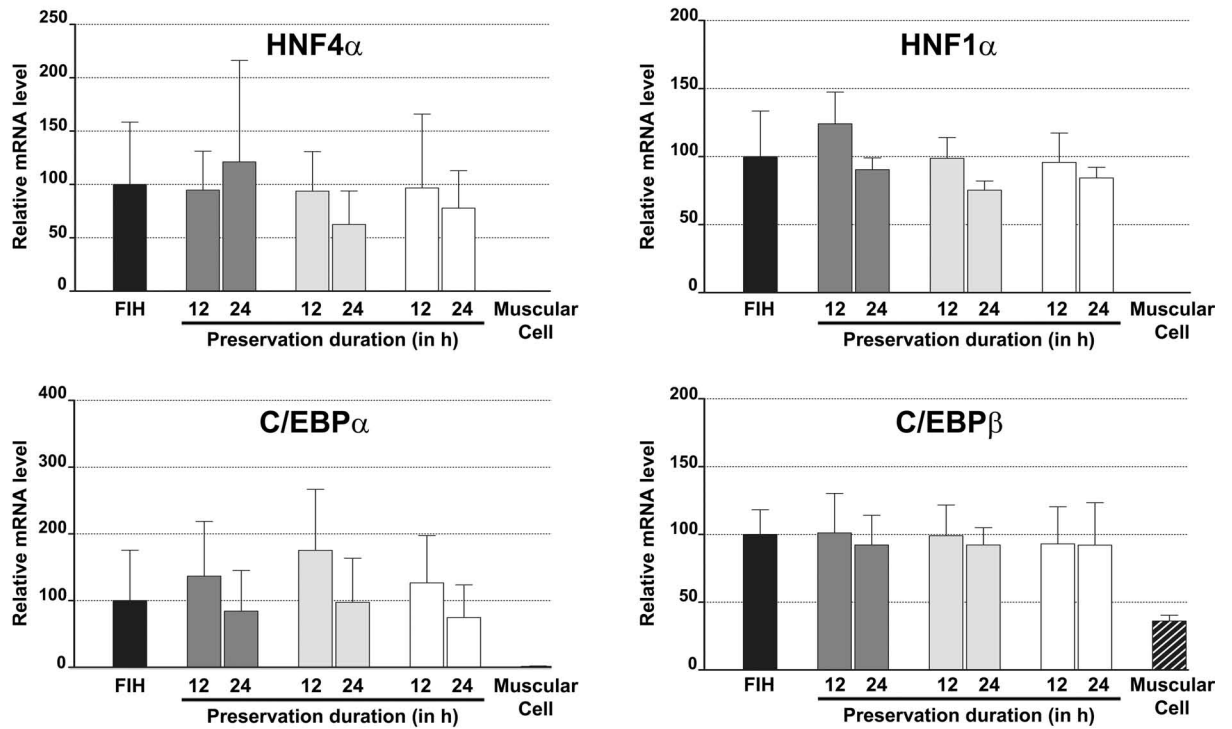 HNF4α
Relative mRNA level
250
200
150
100
50
0
FIH
12 24 12 24 12 24
Muscular
Cell
Preservation duration (in h)
HNF1α
Relative mRNA level
200
150
100
50
0
FIH
12 24 12 24 12 24
Muscular
Cell
Preservation duration (in h)
C/EBPα
Relative mRNA level
400
300
200
100
0
FIH
12 24 12 24 12 24
Muscular
Cell
Preservation duration (in h)
C/EBPβ
Relative mRNA level
200
150
100
50
0
FIH
12 24 12 24 12 24
Muscular
Cell
Preservation duration (in h)